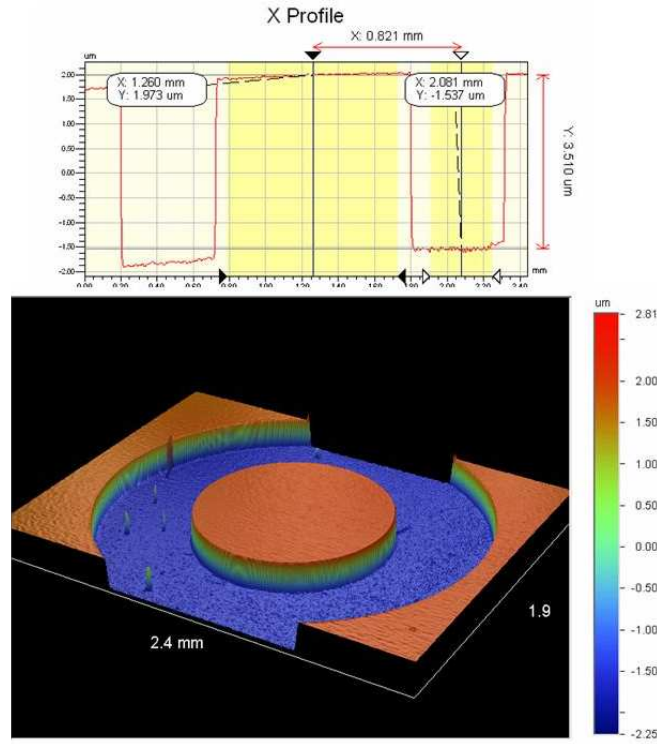 X Profile
X: 0.821 mm
um
2.00
1.50
1.00
0.50
0.00
-0.50
-1.00
-1.50
-2.00
X: 1.260 mm
Y: 1.973 um
X: 2.081 mm
Y: -1.537 um
Y: 3.510 um
mm
0.00 0.20 0.40 0.60 0.80 1.00 1.20 1.40 1.60 1.80 2.00 2.20 2.40
um
2.81
2.00
1.50
1.00
0.50
0.00
-0.50
-1.00
-1.50
-2.25
2.4 mm
1.9